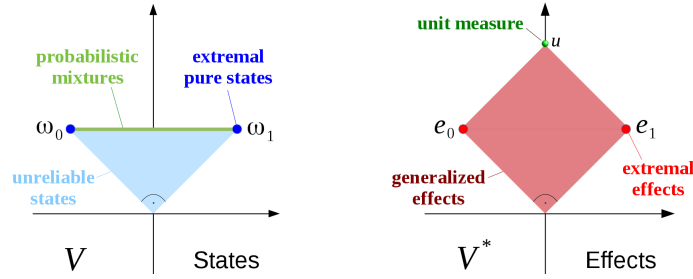 probabilistic
mixtures
extremal
pure states
ω₀
ω₁
unreliable
states
V
States
unit measure
u
e₀
e₁
generalized
effects
extremal
effects
V*
Effects